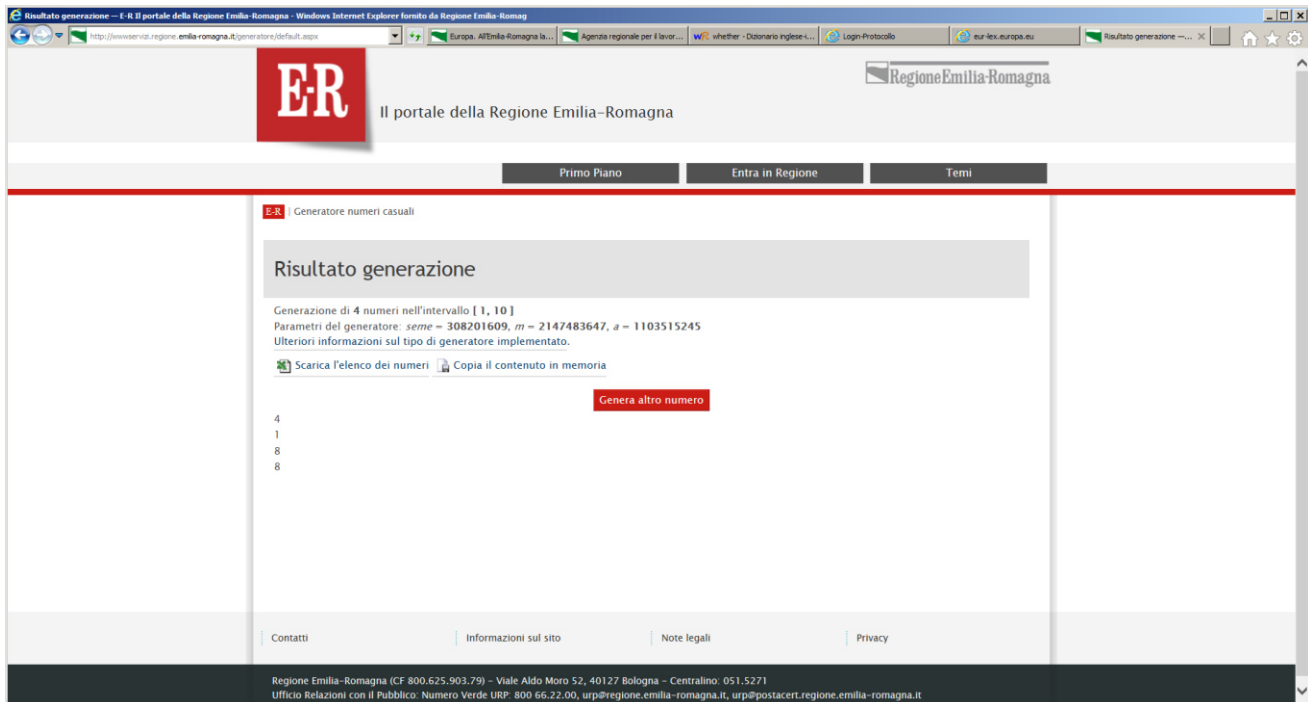 Risultato generazione — E-R Il portale della Regione Emilia-Romagna - Windows Internet Explorer fornito da Regione Emilia-Romag
http://wwwservizi.regione.emilia-romagna.it/generatore/default.aspx
Europa. All'Emilia-Romagna la...
Agenzia regionale per il lavor...
whether - Dizionario inglese-i...
Login-Protocollo
eur-lex.europa.eu
Risultato generazione —...
E-R
Il portale della Regione Emilia-Romagna
RegioneEmilia-Romagna
Primo Piano
Entra in Regione
Temi
E-R | Generatore numeri casuali
Risultato generazione
Generazione di 4 numeri nell'intervallo [ 1, 10 ]
Parametri del generatore: seme = 308201609, m = 2147483647, a = 1103515245
Ulteriori informazioni sul tipo di generatore implementato.
Scarica l'elenco dei numeri
Copia il contenuto in memoria
Genera altro numero
4
1
8
8
Contatti
Informazioni sul sito
Note legali
Privacy
Regione Emilia-Romagna (CF 800.625.903.79) - Viale Aldo Moro 52, 40127 Bologna - Centralino: 051.5271
Ufficio Relazioni con il Pubblico: Numero Verde URP: 800 66.22.00, urp@regione.emilia-romagna.it, urp@postacert.regione.emilia-romagna.it